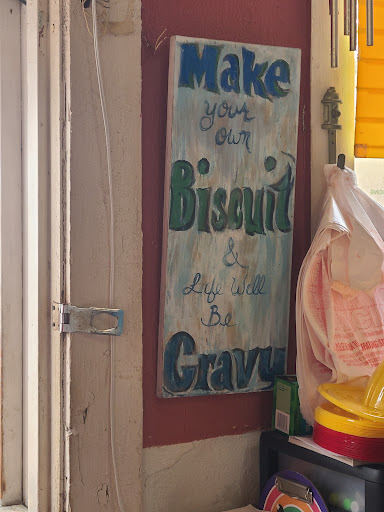 Make
your
own
Biscuit
&
Life Will
Be
Gravy